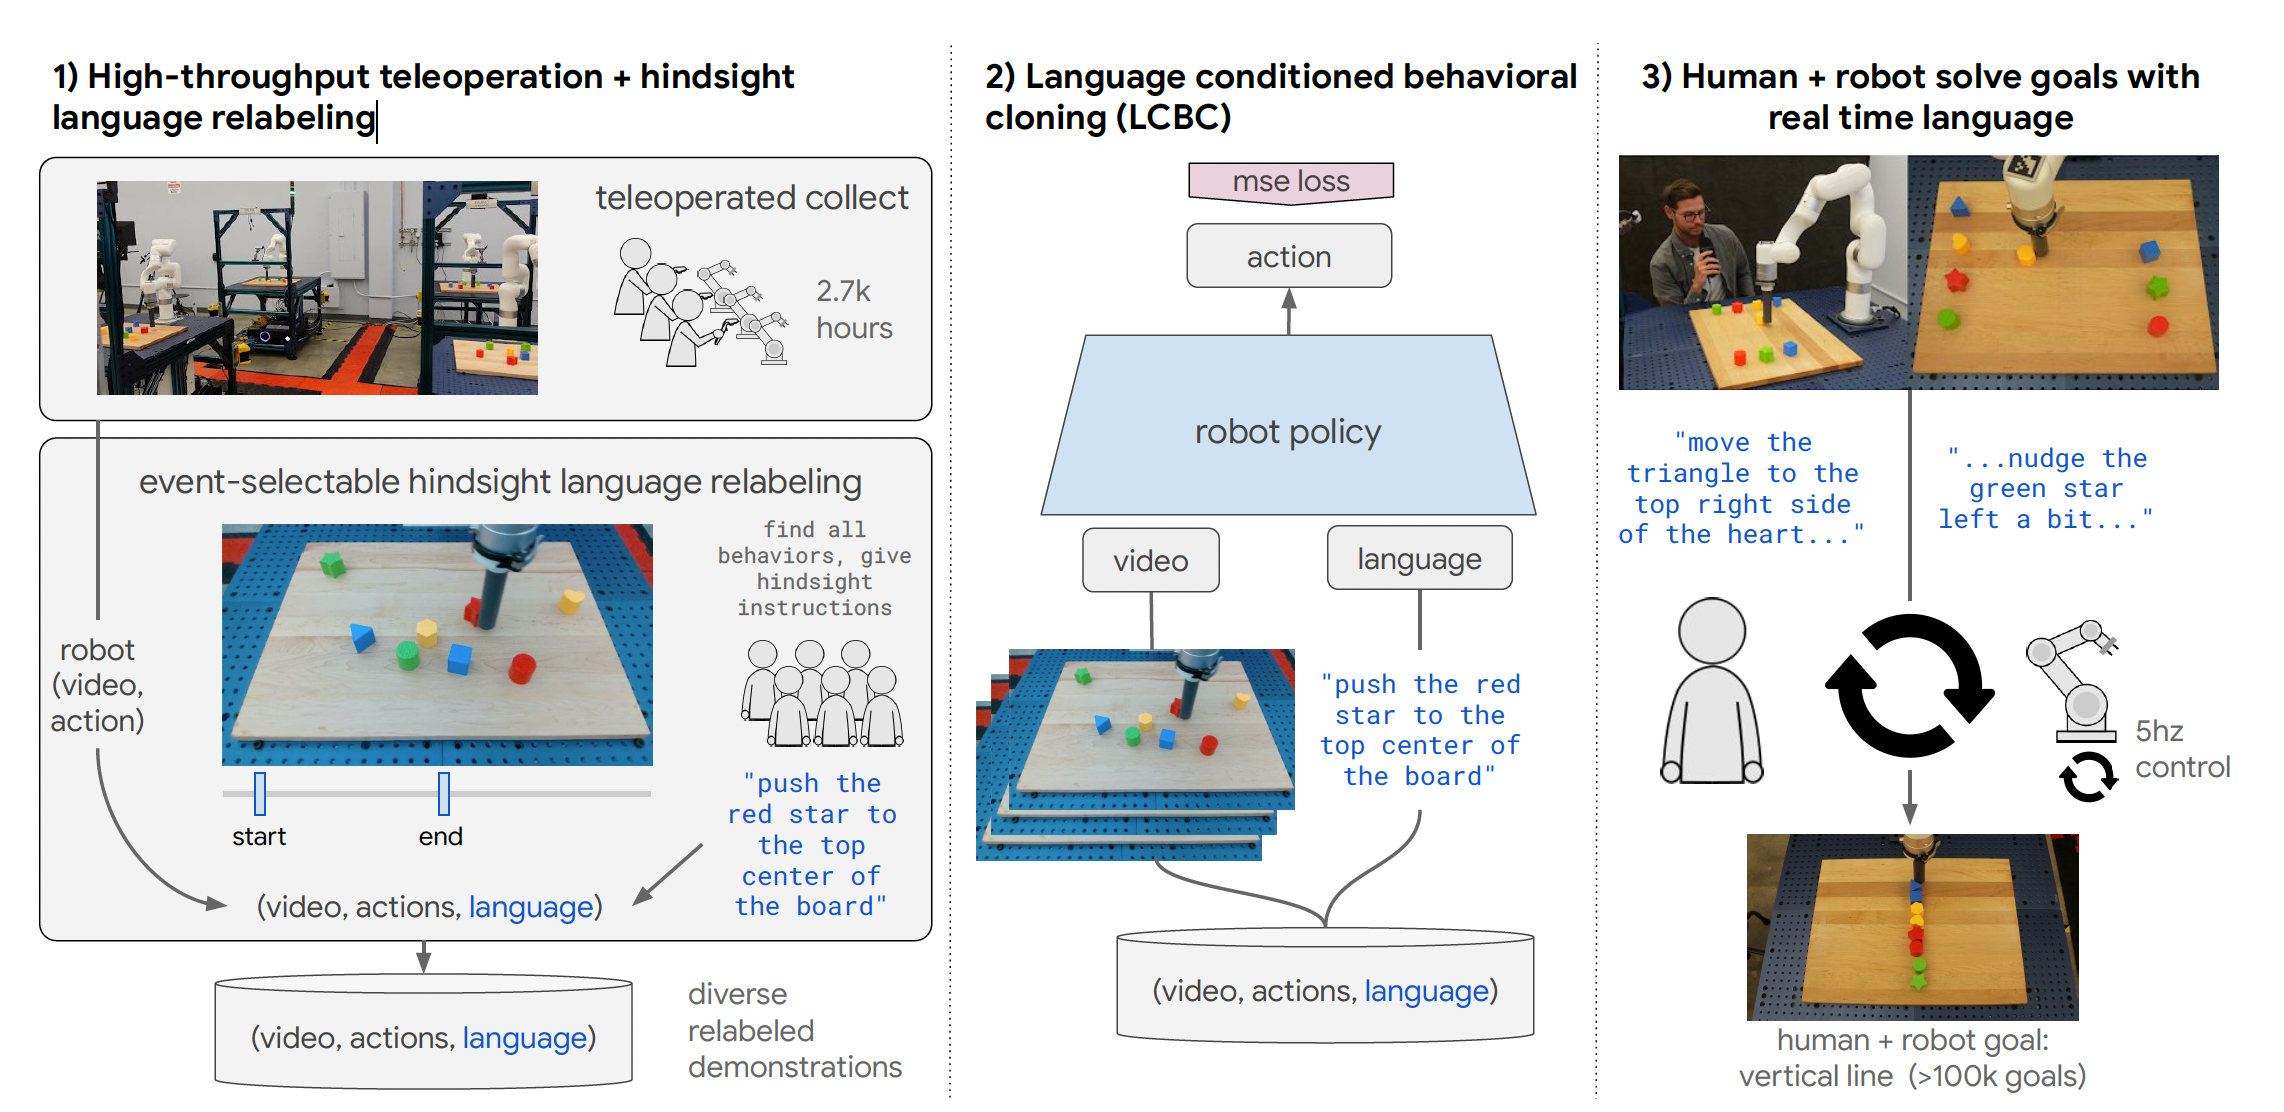 1) High-throughput teleoperation + hindsight
language relabeling
teleoperated collect
2.7k
hours
event-selectable hindsight language relabeling
find all
behaviors, give
hindsight
instructions
robot
(video,
action)
"push the
red star to
the top
center of
the board"
start
end
(video, actions, language)
(video, actions, language)
diverse
relabeled
demonstrations
2) Language conditioned behavioral
cloning (LCBC)
mse loss
action
robot policy
video
language
"push the red
star to the
top center of
the board"
(video, actions, language)
3) Human + robot solve goals with
real time language
"move the
triangle to the
top right side
of the heart..."
"...nudge the
green star
left a bit..."
5hz
control
human + robot goal:
vertical line (>100k goals)